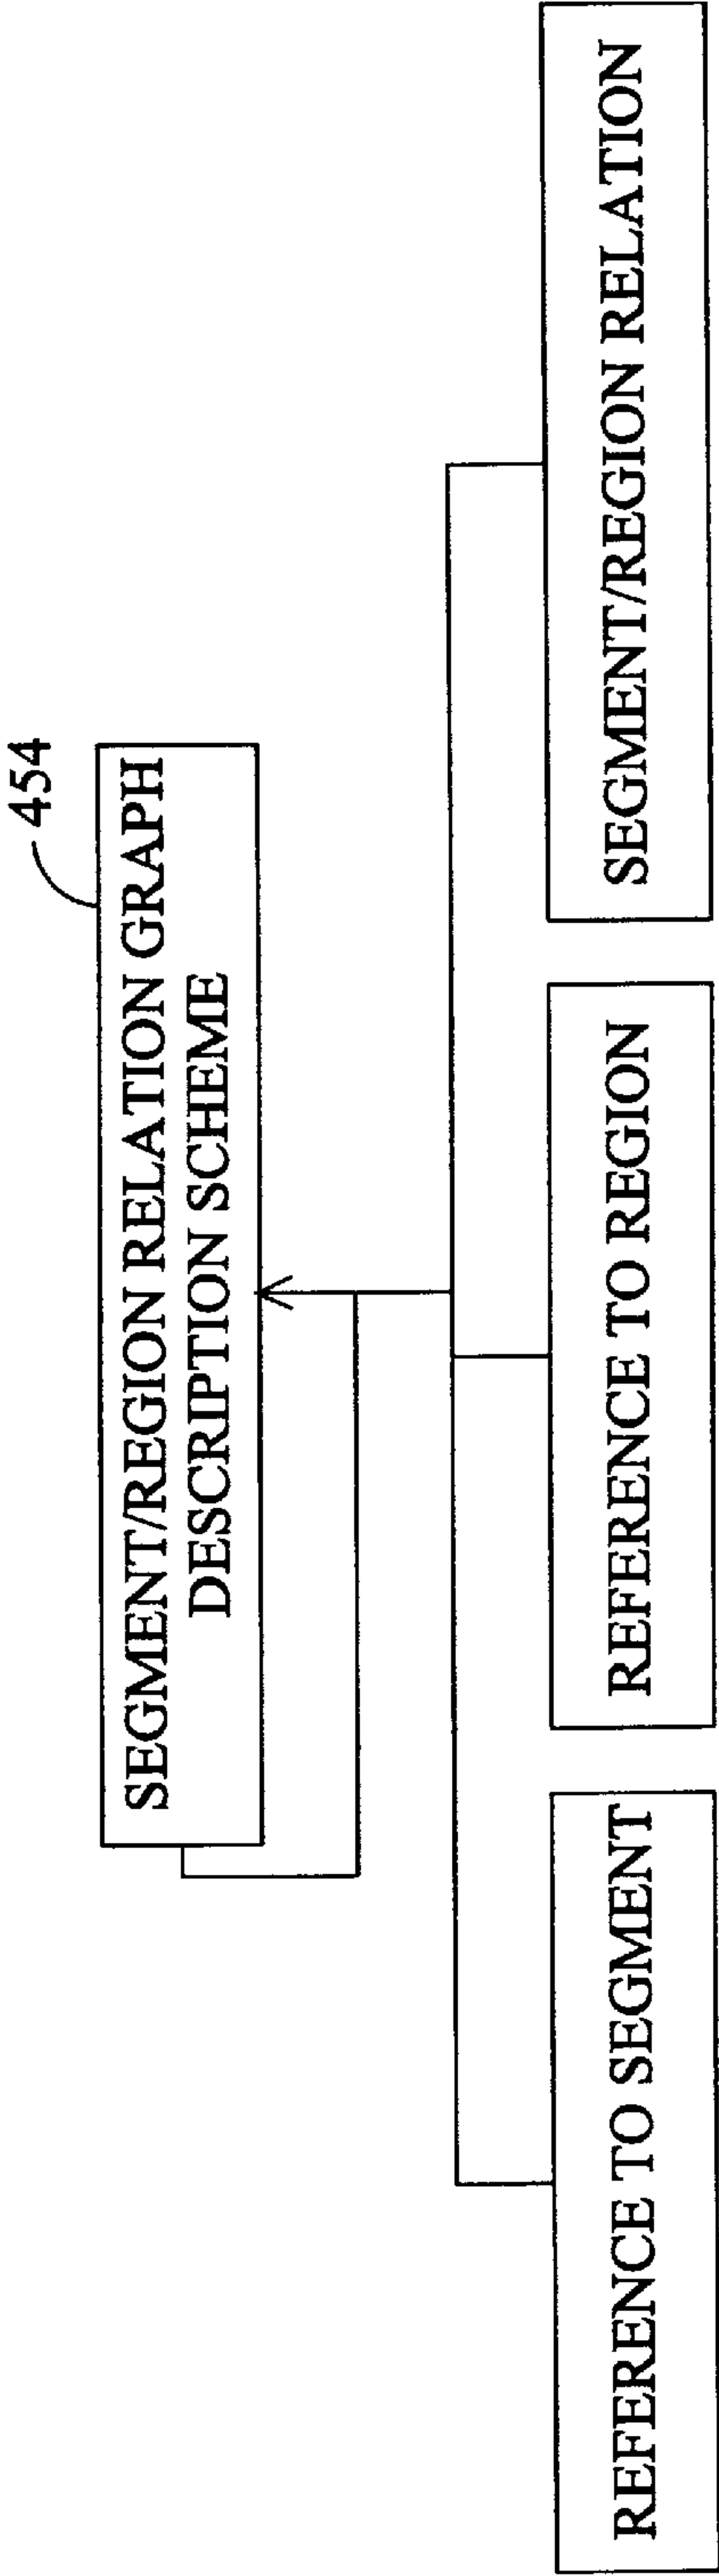 454
SEGMENT/REGION RELATION GRAPH
DESCRIPTION SCHEME
REFERENCE TO SEGMENT
REFERENCE TO REGION
SEGMENT/REGION RELATION